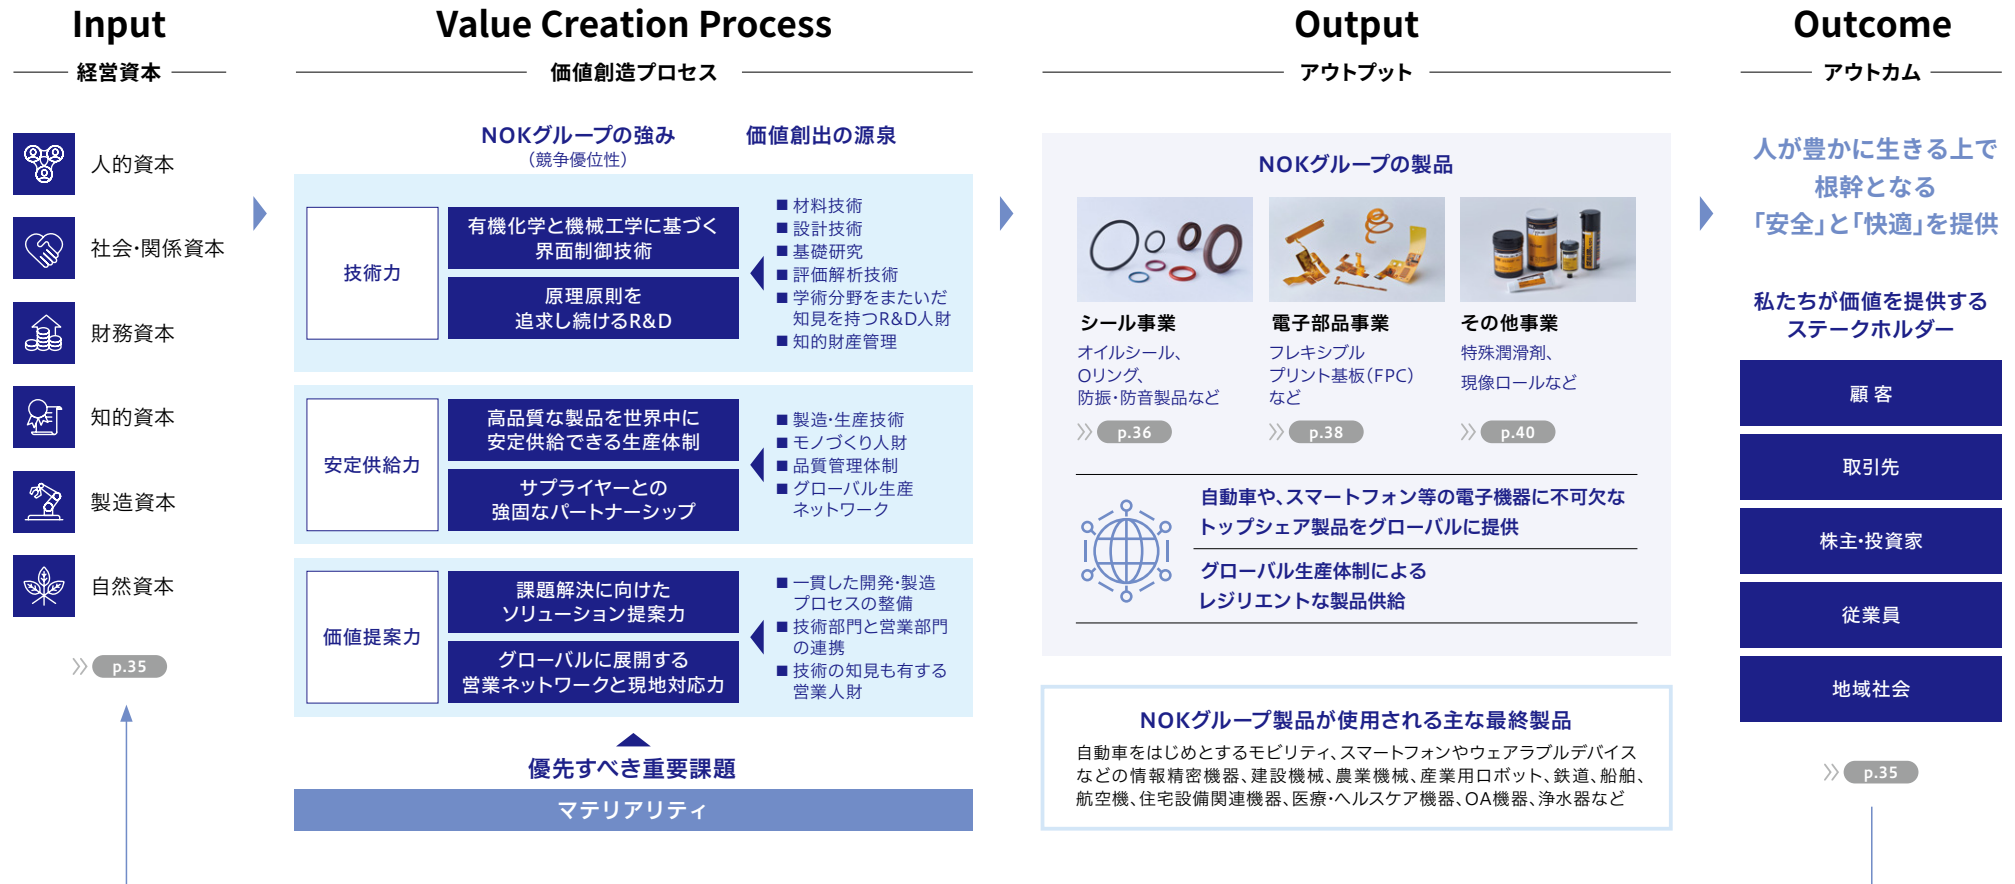 Input
経営資本
人的資本
社会・関係資本
財務資本
知的資本
製造資本
自然資本
p.35
Value Creation Process
価値創造プロセス
NOKグループの強み
（競争優位性）
価値創出の源泉
技術力
有機化学と機械工学に基づく
界面制御技術
原理原則を
追求し続けるR&D
■ 材料技術
■ 設計技術
■ 基礎研究
■ 評価解析技術
■ 学術分野をまたいだ
知見を持つR&D人財
■ 知的財産管理
安定供給力
高品質な製品を世界中に
安定供給できる生産体制
サプライヤーとの
強固なパートナーシップ
■ 製造・生産技術
■ モノづくり人財
■ 品質管理体制
■ グローバル生産
ネットワーク
価値提案力
課題解決に向けた
ソリューション提案力
グローバルに展開する
営業ネットワークと現地対応力
■ 一貫した開発・製造
プロセスの整備
■ 技術部門と営業部門
の連携
■ 技術の知見も有する
営業人財
優先すべき重要課題
マテリアリティ
Output
アウトプット
NOKグループの製品
シール事業
オイルシール、
Oリング、
防振・防音製品など
p.36
電子部品事業
フレキシブル
プリント基板（FPC）
など
p.38
その他事業
特殊潤滑剤、
現像ロールなど
p.40
自動車や、スマートフォン等の電子機器に不可欠な
トップシェア製品をグローバルに提供
グローバル生産体制による
レジリエントな製品供給
NOKグループ製品が使用される主な最終製品
自動車をはじめとするモビリティ、スマートフォンやウェアラブルデバイス
などの情報精密機器、建設機械、農業機械、産業用ロボット、鉄道、船舶、
航空機、住宅設備関連機器、医療・ヘルスケア機器、OA機器、浄水器など
Outcome
アウトカム
人が豊かに生きる上で
根幹となる
「安全」と「快適」を提供
私たちが価値を提供する
ステークホルダー
顧客
取引先
株主・投資家
従業員
地域社会
p.35